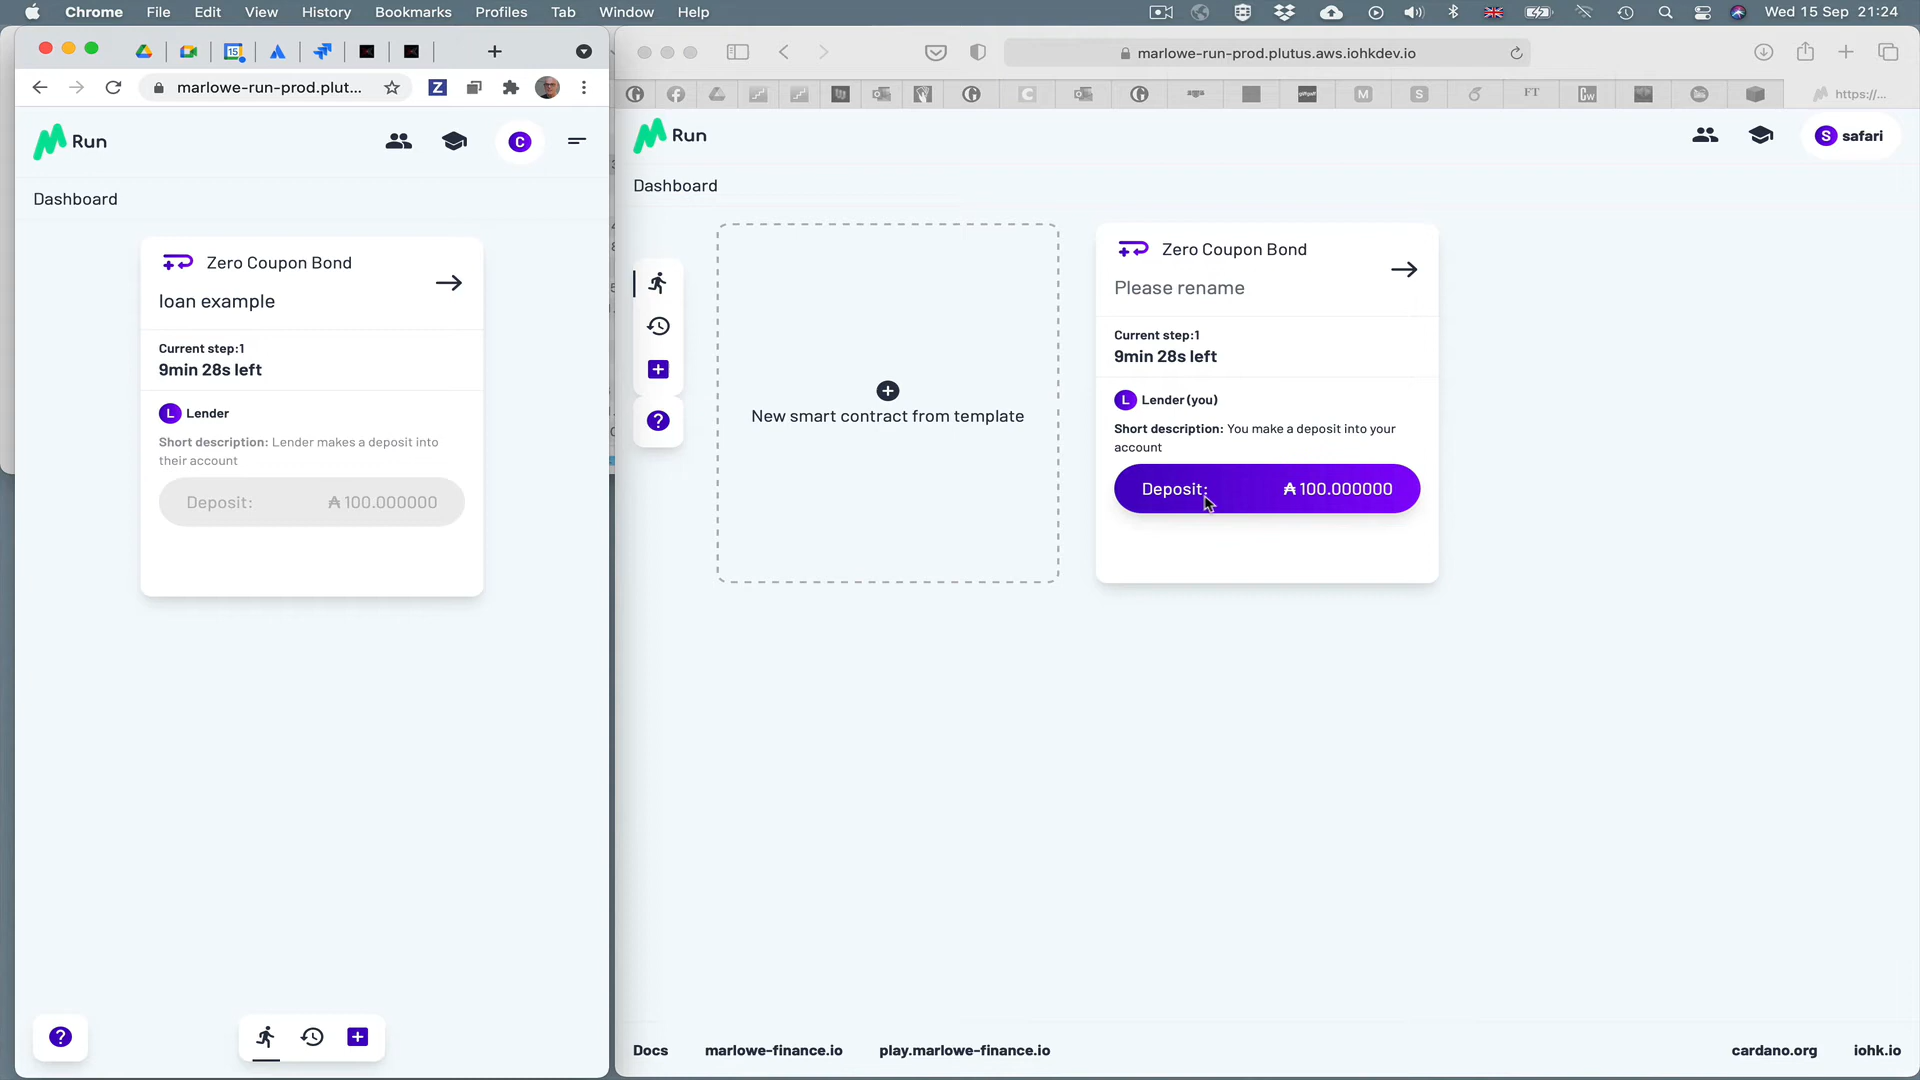 Chrome File Edit View History Bookmarks Profiles Tab Window Help
Wed 15 Sep 21:24
15
marlowe-run-prod.plut...
Z
Run
C
Dashboard
Zero Coupon Bond
loan example
Current step:1
9min 28s left
L Lender
Short description: Lender makes a deposit into
their account
Deposit: ₳ 100.000000
?
marlowe-run-prod.plutus.aws.iohkdev.io
FT
https://...
Run
S safari
Dashboard
New smart contract from template
?
Zero Coupon Bond
Please rename
Current step:1
9min 28s left
L Lender (you)
Short description: You make a deposit into your
account
Deposit: ₳ 100.000000
Docs marlowe-finance.io play.marlowe-finance.io
cardano.org iohk.io